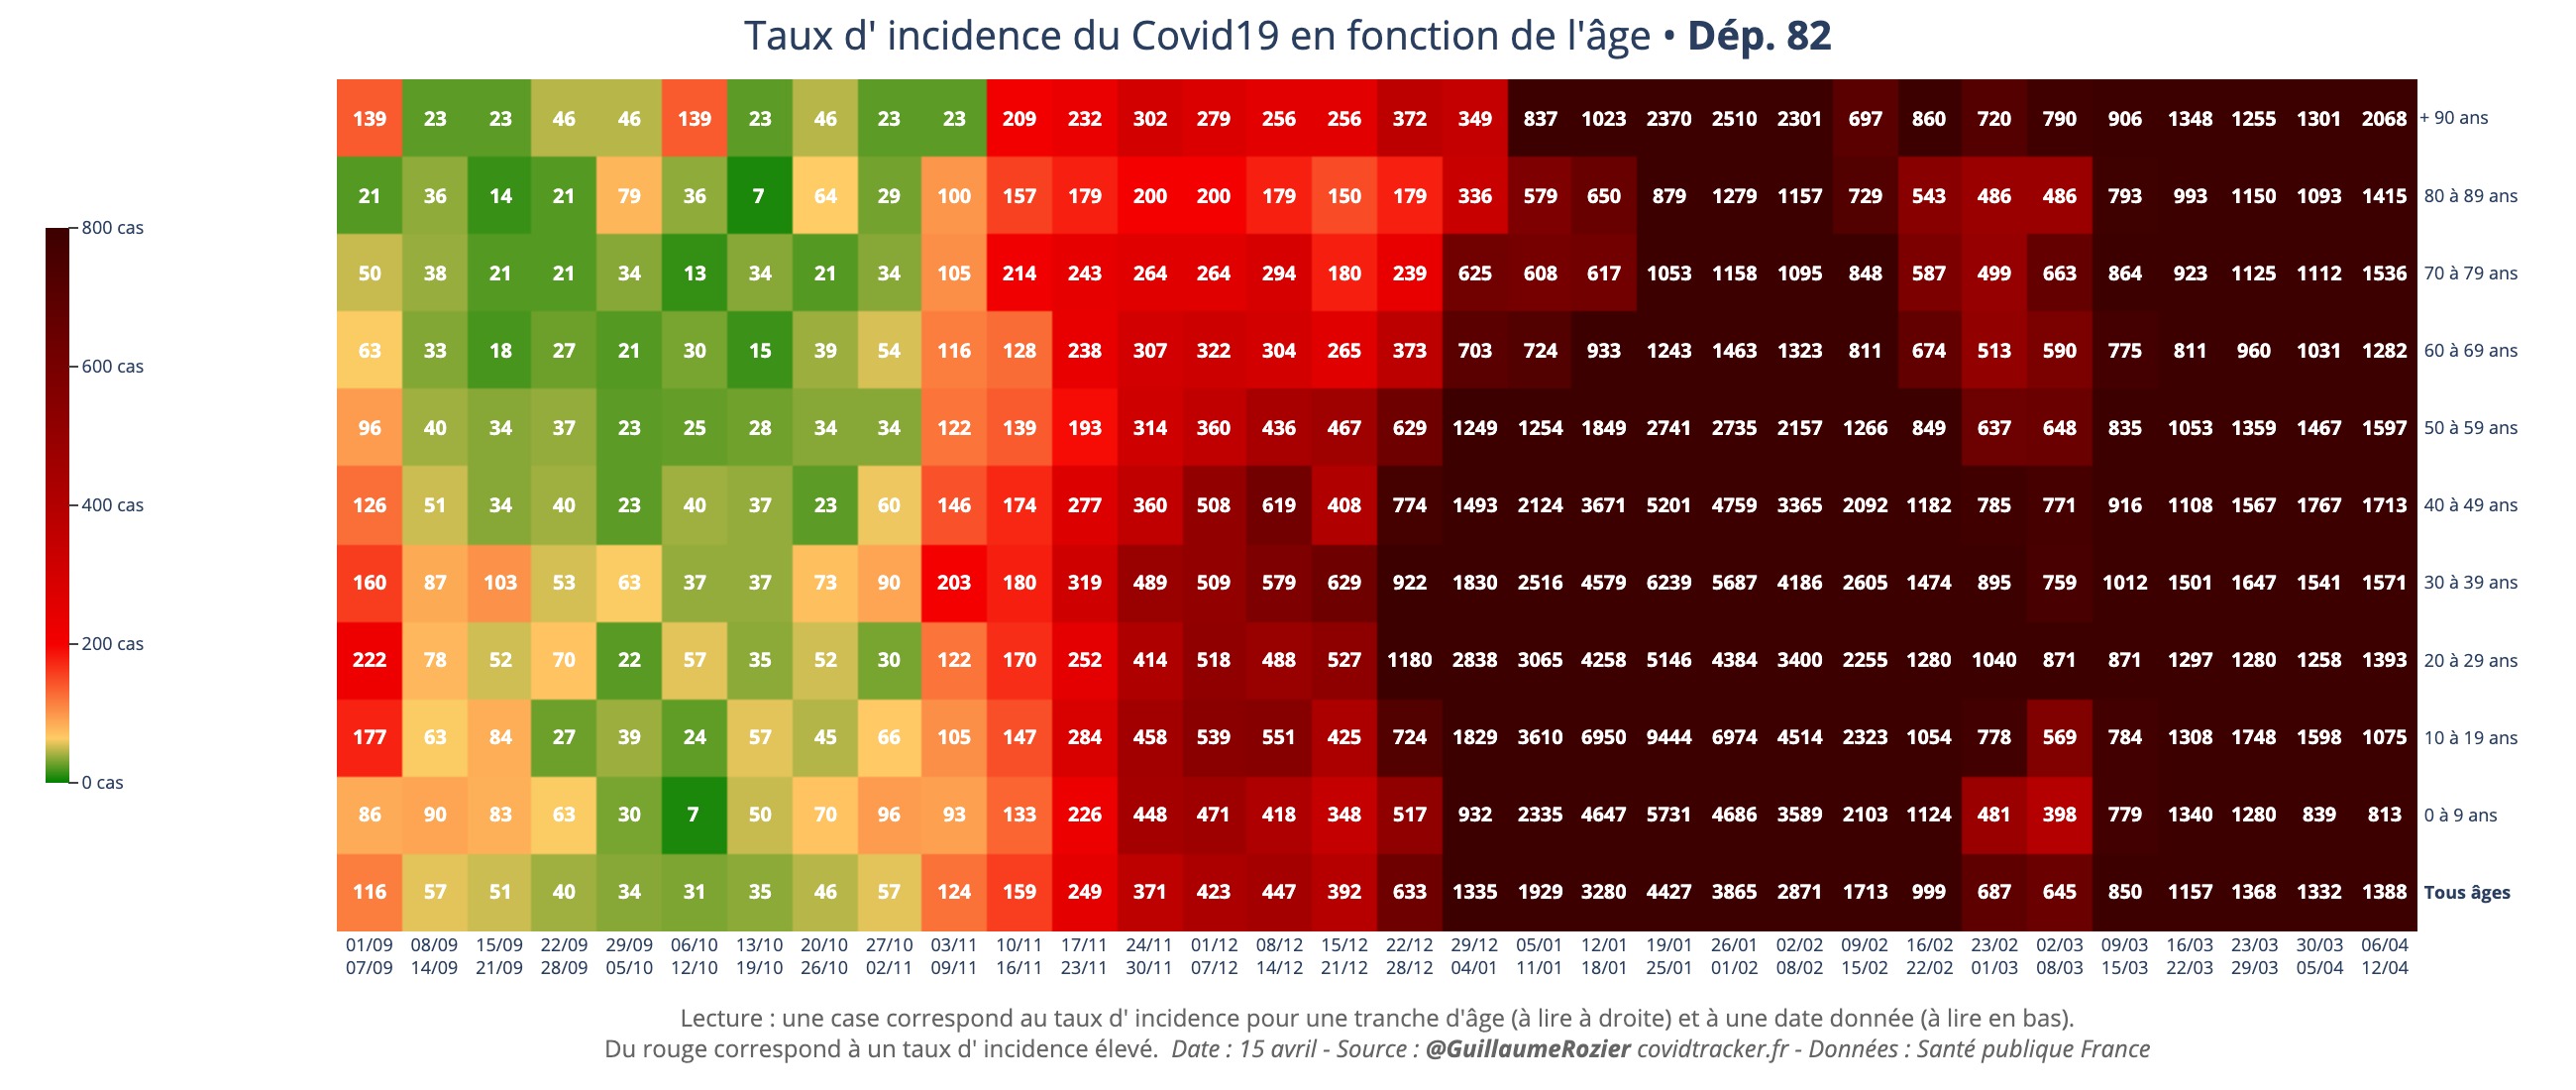 Taux d' incidence du Covid19 en fonction de l'âge • Dép. 82
139 23 23 46 46 139 23 46 23 23 209 232 302 279 256 256 372 349 837 1023 2370 2510 2301 697 860 720 790 906 1348 1255 1301 2068 + 90 ans
21 36 14 21 79 36 7 64 29 100 157 179 200 200 179 150 179 336 579 650 879 1279 1157 729 543 486 486 793 993 1150 1093 1415 80 à 89 ans
800 cas
50 38 21 21 34 13 34 21 34 105 214 243 264 264 294 180 239 625 608 617 1053 1158 1095 848 587 499 663 864 923 1125 1112 1536 70 à 79 ans
63 33 18 27 21 30 15 39 54 116 128 238 307 322 304 265 373 703 724 933 1243 1463 1323 811 674 513 590 775 811 960 1031 1282 60 à 69 ans
600 cas
96 40 34 37 23 25 28 34 34 122 139 193 314 360 436 467 629 1249 1254 1849 2741 2735 2157 1266 849 637 648 835 1053 1359 1467 1597 50 à 59 ans
126 51 34 40 23 40 37 23 60 146 174 277 360 508 619 408 774 1493 2124 3671 5201 4759 3365 2092 1182 785 771 916 1108 1567 1767 1713 40 à 49 ans
400 cas
160 87 103 53 63 37 37 73 90 203 180 319 489 509 579 629 922 1830 2516 4579 6239 5687 4186 2605 1474 895 759 1012 1501 1647 1541 1571 30 à 39 ans
200 cas
222 78 52 70 22 57 35 52 30 122 170 252 414 518 488 527 1180 2838 3065 4258 5146 4384 3400 2255 1280 1040 871 871 1297 1280 1258 1393 20 à 29 ans
177 63 84 27 39 24 57 45 66 105 147 284 458 539 551 425 724 1829 3610 6950 9444 6974 4514 2323 1054 778 569 784 1308 1748 1598 1075 10 à 19 ans
0 cas
86 90 83 63 30 7 50 70 96 93 133 226 448 471 418 348 517 932 2335 4647 5731 4686 3589 2103 1124 481 398 779 1340 1280 839 813 0 à 9 ans
116 57 51 40 34 31 35 46 57 124 159 249 371 423 447 392 633 1335 1929 3280 4427 3865 2871 1713 999 687 645 850 1157 1368 1332 1388 Tous âges
01/09 08/09 15/09 22/09 29/09 06/10 13/10 20/10 27/10 03/11 10/11 17/11 24/11 01/12 08/12 15/12 22/12 29/12 05/01 12/01 19/01 26/01 02/02 09/02 16/02 23/02 02/03 09/03 16/03 23/03 30/03 06/04
07/09 14/09 21/09 28/09 05/10 12/10 19/10 26/10 02/11 09/11 16/11 23/11 30/11 07/12 14/12 21/12 28/12 04/01 11/01 18/01 25/01 01/02 08/02 15/02 22/02 01/03 08/03 15/03 22/03 29/03 05/04 12/04
Lecture : une case correspond au taux d' incidence pour une tranche d'âge (à lire à droite) et à une date donnée (à lire en bas).
Du rouge correspond à un taux d' incidence élevé. Date : 15 avril - Source : @GuillaumeRozier covidtracker.fr - Données : Santé publique France